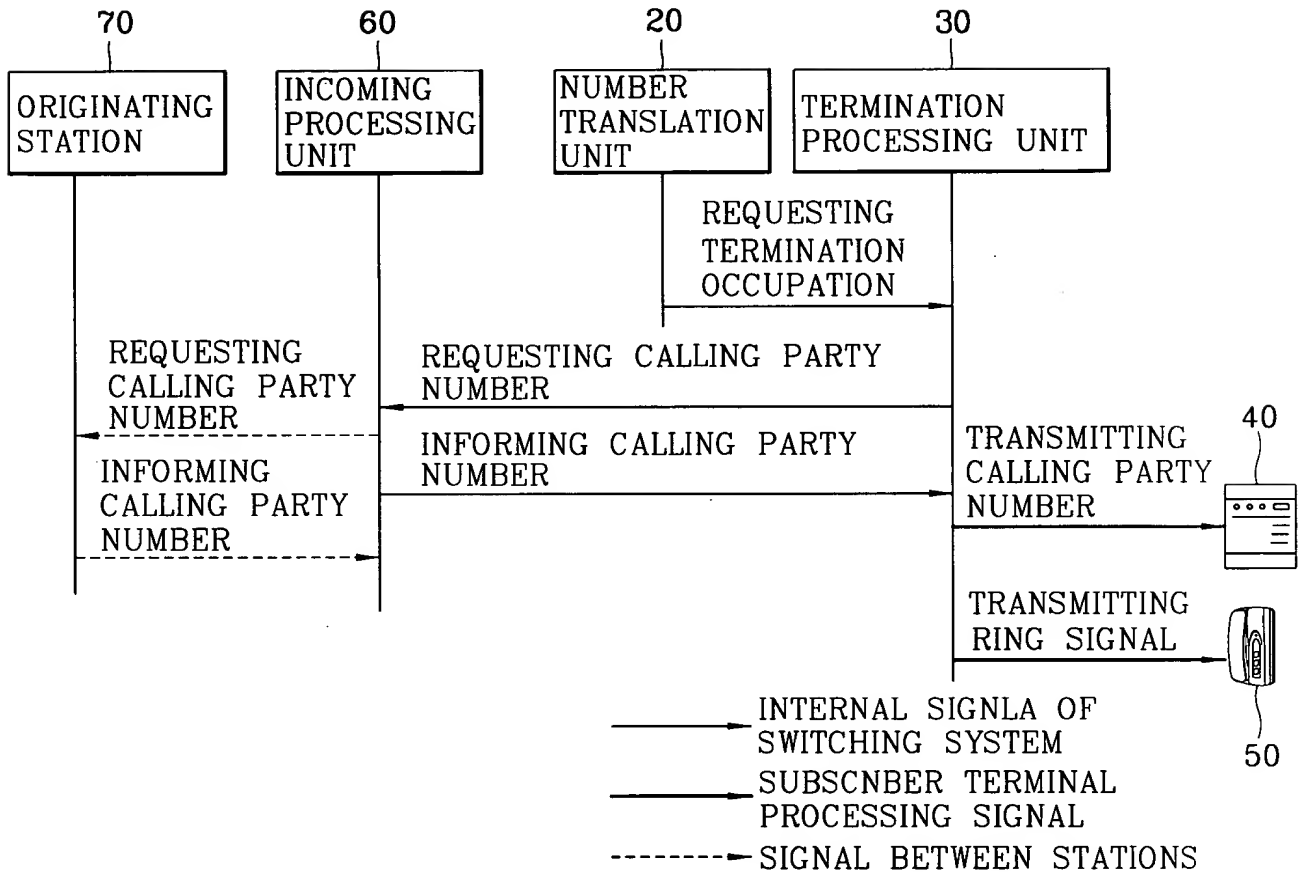 70
60
20
30
ORIGINATING
STATION
INCOMING
PROCESSING
UNIT
NUMBER
TRANSLATION
UNIT
TERMINATION
PROCESSING UNIT
REQUESTING
TERMINATION
OCCUPATION
REQUESTING
CALLING PARTY
NUMBER
REQUESTING CALLING PARTY
NUMBER
INFORMING
CALLING PARTY
NUMBER
INFORMING CALLING PARTY
NUMBER
TRANSMITTING
CALLING PARTY
NUMBER
40
TRANSMITTING
RING SIGNAL
50
INTERNAL SIGNLA OF
SWITCHING SYSTEM
SUBSCNBER TERMINAL
PROCESSING SIGNAL
SIGNAL BETWEEN STATIONS